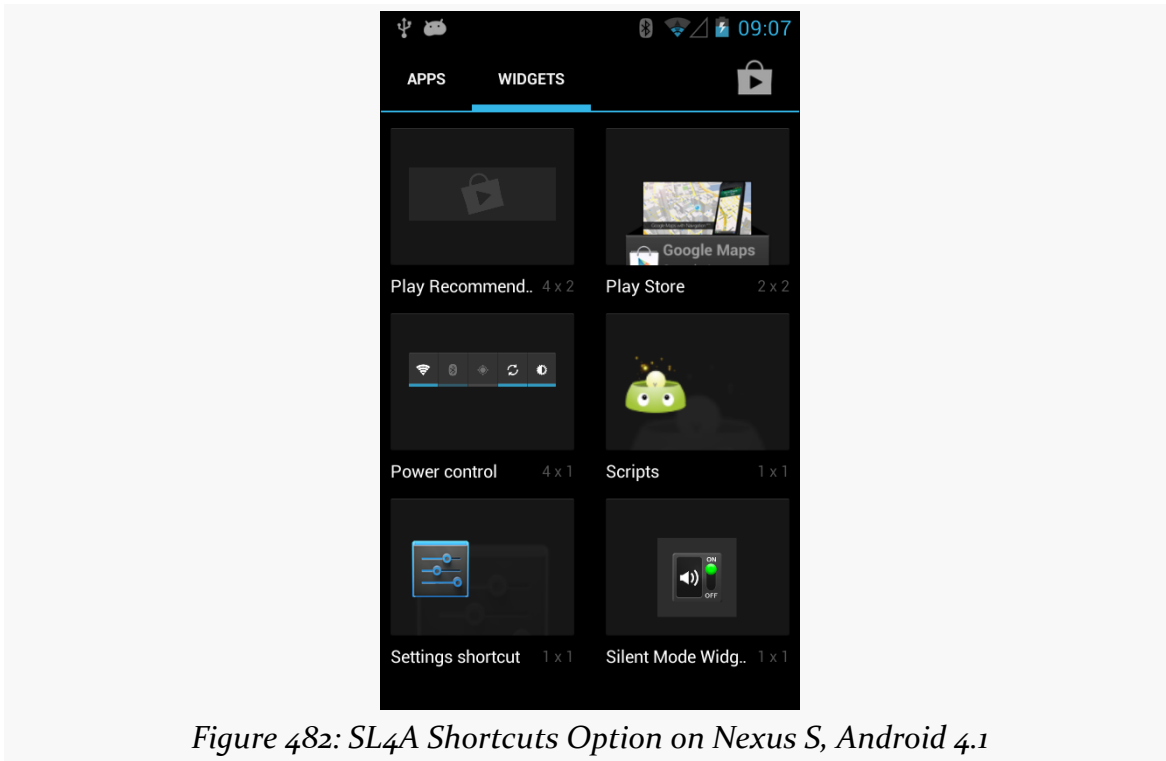 09:07
APPS WIDGETS
Google Maps
Play Recommend.. 4 x 2
Play Store 2 x 2
Power control 4 x 1
Scripts 1 x 1
ON
OFF
Settings shortcut 1 x 1
Silent Mode Widg.. 1 x 1
Figure 482: SL4A Shortcuts Option on Nexus S, Android 4.1